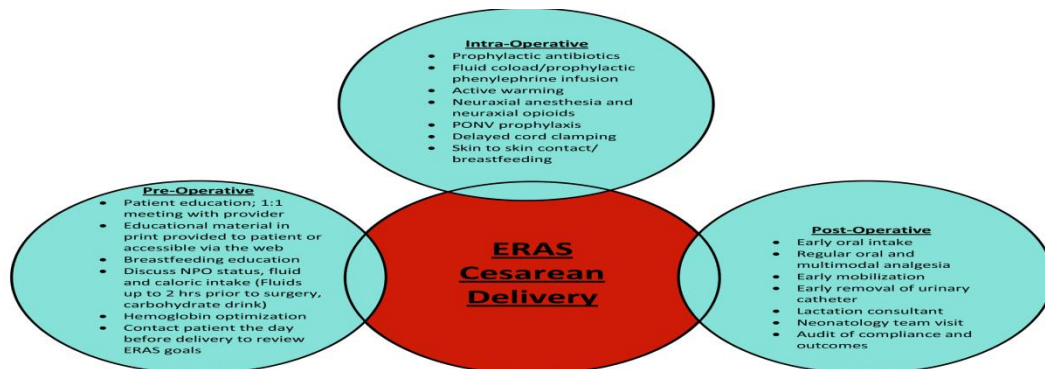 Intra-Operative
• Prophylactic antibiotics
• Fluid coload/prophylactic
phenylephrine infusion
• Active warming
• Neuraxial anesthesia and
neuraxial opioids
• PONV prophylaxis
• Delayed cord clamping
• Skin to skin contact/
breastfeeding
Pre-Operative
• Patient education; 1:1
meeting with provider
• Educational material in
print provided to patient or
accessible via the web
• Breastfeeding education
• Discuss NPO status, fluid
and caloric intake (Fluids
up to 2 hrs prior to surgery,
carbohydrate drink)
• Hemoglobin optimization
• Contact patient the day
before delivery to review
ERAS goals
ERAS
Cesarean
Delivery
Post-Operative
• Early oral intake
• Regular oral and
multimodal analgesia
• Early mobilization
• Early removal of urinary
catheter
• Lactation consultant
• Neonatology team visit
• Audit of compliance and
outcomes